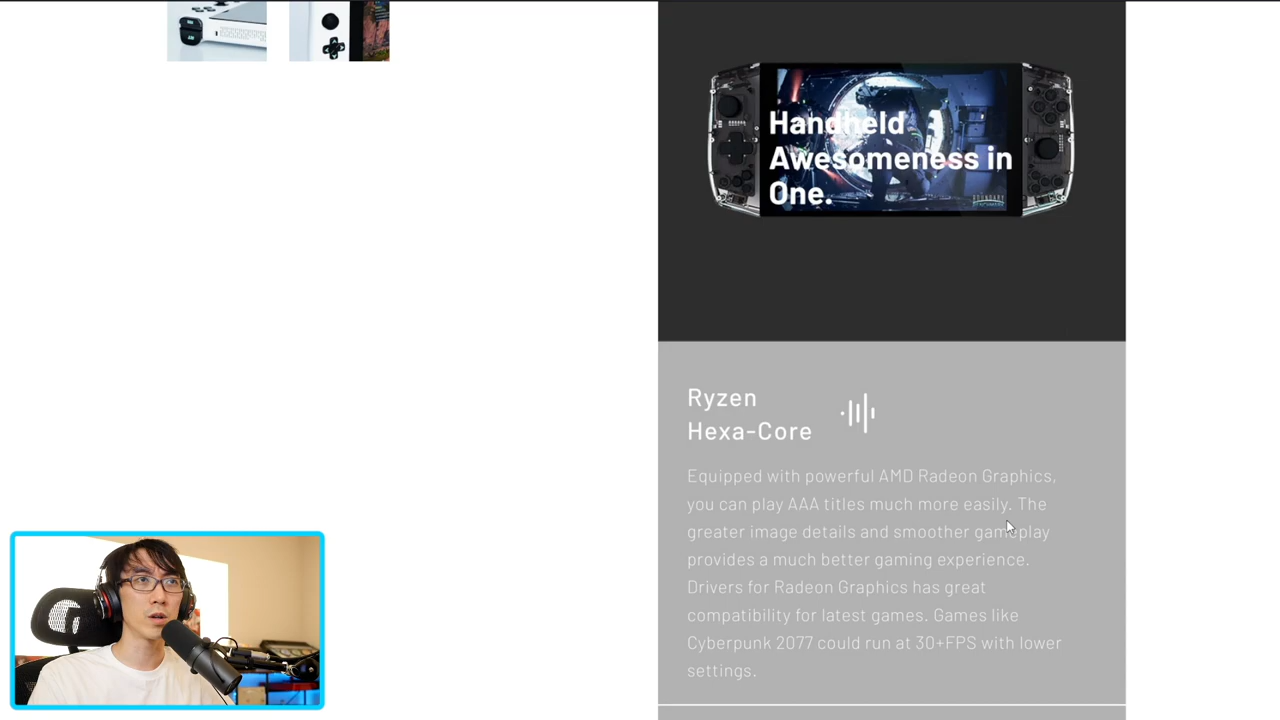 Handheld
Awesomeness in
One.
Ryzen
Hexa-Core
Equipped with powerful AMD Radeon Graphics,
you can play AAA titles much more easily. The
greater image details and smoother gameplay
provides a much better gaming experience.
Drivers for Radeon Graphics has great
compatibility for latest games. Games like
Cyberpunk 2077 could run at 30+FPS with lower
settings.